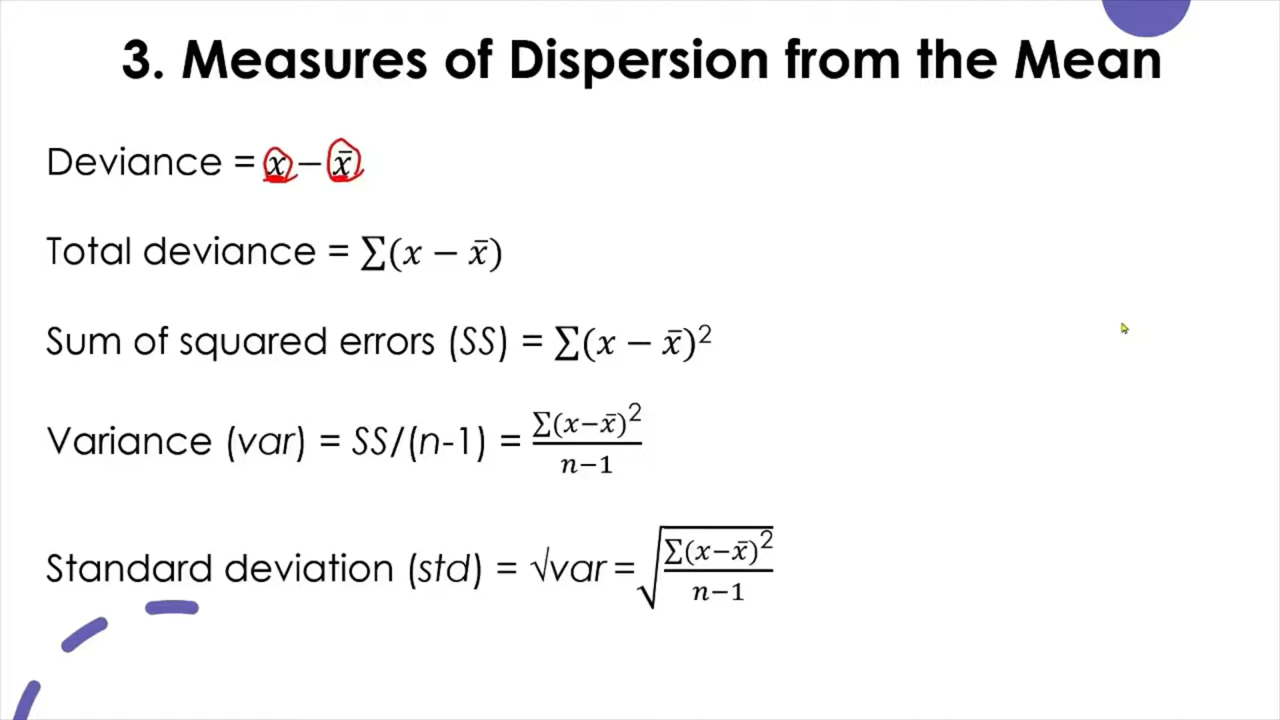 3. Measures of Dispersion from the Mean
Deviance = x − x̄
Total deviance = ∑(x − x̄)
Sum of squared errors (SS) = ∑(x − x̄)²
Variance (var) = SS/(n-1) = ∑(x−x̄)² / n−1
Standard deviation (std) = √var = √(∑(x−x̄)² / n−1)